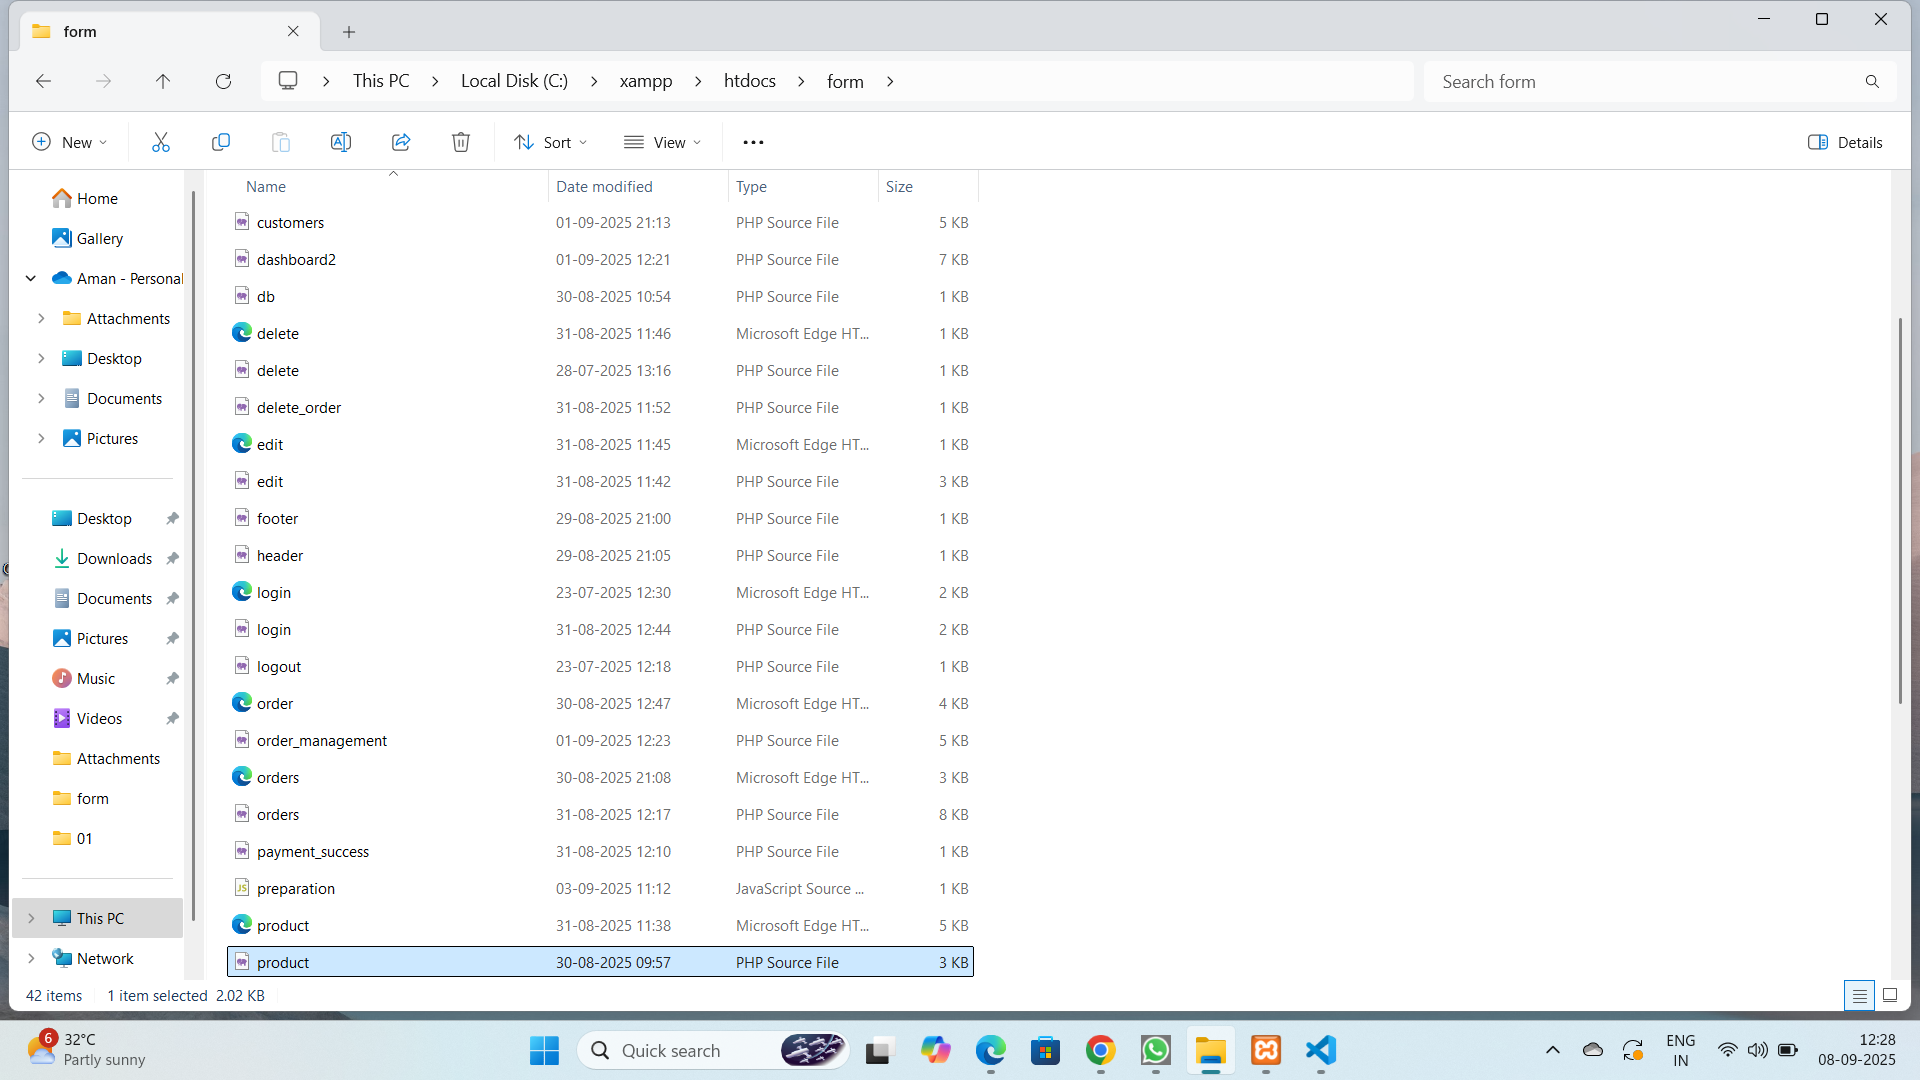 form
This PC
Local Disk (C:)
xampp
htdocs
form
Search form
New
Sort
View
Details
Name
Date modified
Type
Size
Home
Gallery
Aman - Personal
Attachments
Desktop
Documents
Pictures
Desktop
Downloads
Documents
Pictures
Music
Videos
Attachments
form
01
This PC
Network
customers 01-09-2025 21:13 PHP Source File 5 KB
dashboard2 01-09-2025 12:21 PHP Source File 7 KB
db 30-08-2025 10:54 PHP Source File 1 KB
delete 31-08-2025 11:46 Microsoft Edge HT... 1 KB
delete 28-07-2025 13:16 PHP Source File 1 KB
delete_order 31-08-2025 11:52 PHP Source File 1 KB
edit 31-08-2025 11:45 Microsoft Edge HT... 1 KB
edit 31-08-2025 11:42 PHP Source File 3 KB
footer 29-08-2025 21:00 PHP Source File 1 KB
header 29-08-2025 21:05 PHP Source File 1 KB
login 23-07-2025 12:30 Microsoft Edge HT... 2 KB
login 31-08-2025 12:44 PHP Source File 2 KB
logout 23-07-2025 12:18 PHP Source File 1 KB
order 30-08-2025 12:47 Microsoft Edge HT... 4 KB
order_management 01-09-2025 12:23 PHP Source File 5 KB
orders 30-08-2025 21:08 Microsoft Edge HT... 3 KB
orders 31-08-2025 12:17 PHP Source File 8 KB
payment_success 31-08-2025 12:10 PHP Source File 1 KB
preparation 03-09-2025 11:12 JavaScript Source ... 1 KB
product 31-08-2025 11:38 Microsoft Edge HT... 5 KB
product 30-08-2025 09:57 PHP Source File 3 KB
42 items 1 item selected 2.02 KB
6
32°C
Partly sunny
Quick search
ENG
IN
12:28
08-09-2025